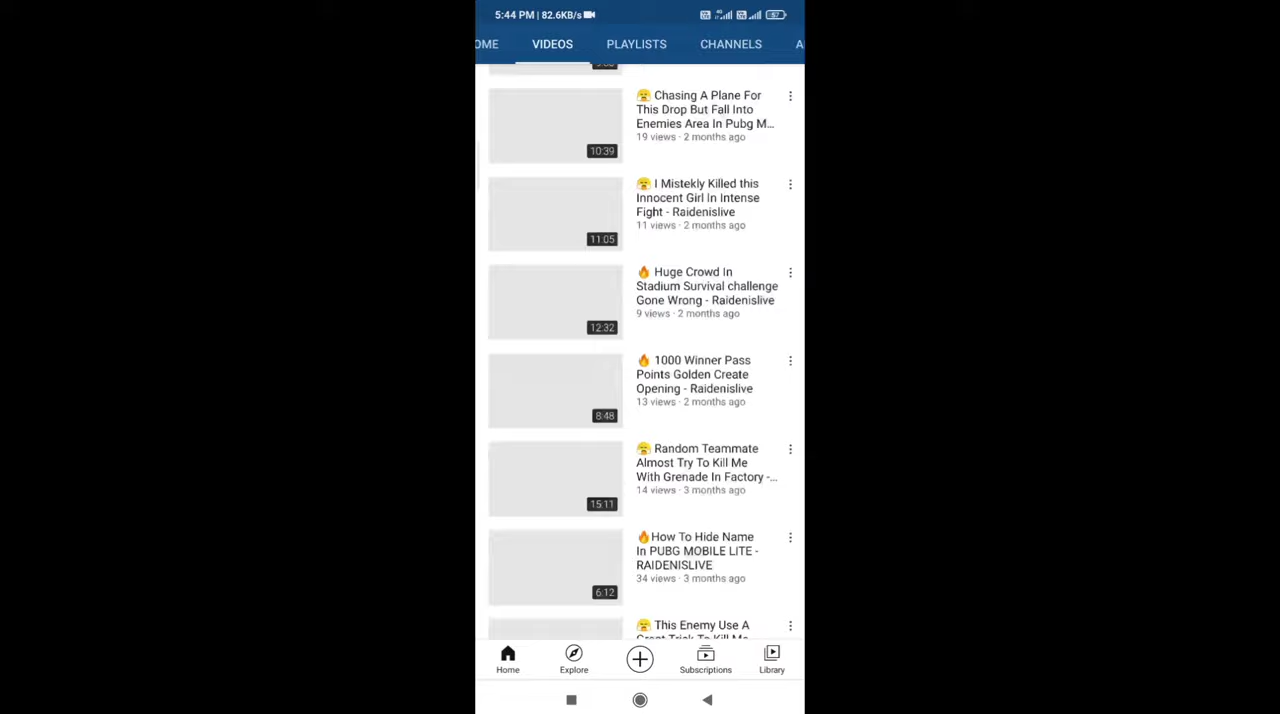 5:44 PM | 82.6KB/s
57
OME VIDEOS PLAYLISTS CHANNELS A
😤 Chasing A Plane For
This Drop But Fall Into
Enemies Area In Pubg M...
19 views · 2 months ago
10:39
😤 I Mistekly Killed this
Innocent Girl In Intense
Fight - Raidenislive
11 views · 2 months ago
11:05
🔥 Huge Crowd In
Stadium Survival challenge
Gone Wrong - Raidenislive
9 views · 2 months ago
12:32
🔥 1000 Winner Pass
Points Golden Create
Opening - Raidenislive
13 views · 2 months ago
8:48
😤 Random Teammate
Almost Try To Kill Me
With Grenade In Factory -...
14 views · 3 months ago
15:11
🔥How To Hide Name
In PUBG MOBILE LITE -
RAIDENISLIVE
34 views · 3 months ago
6:12
😤 This Enemy Use A
Great Trick To Kill Me
Home Explore Subscriptions Library